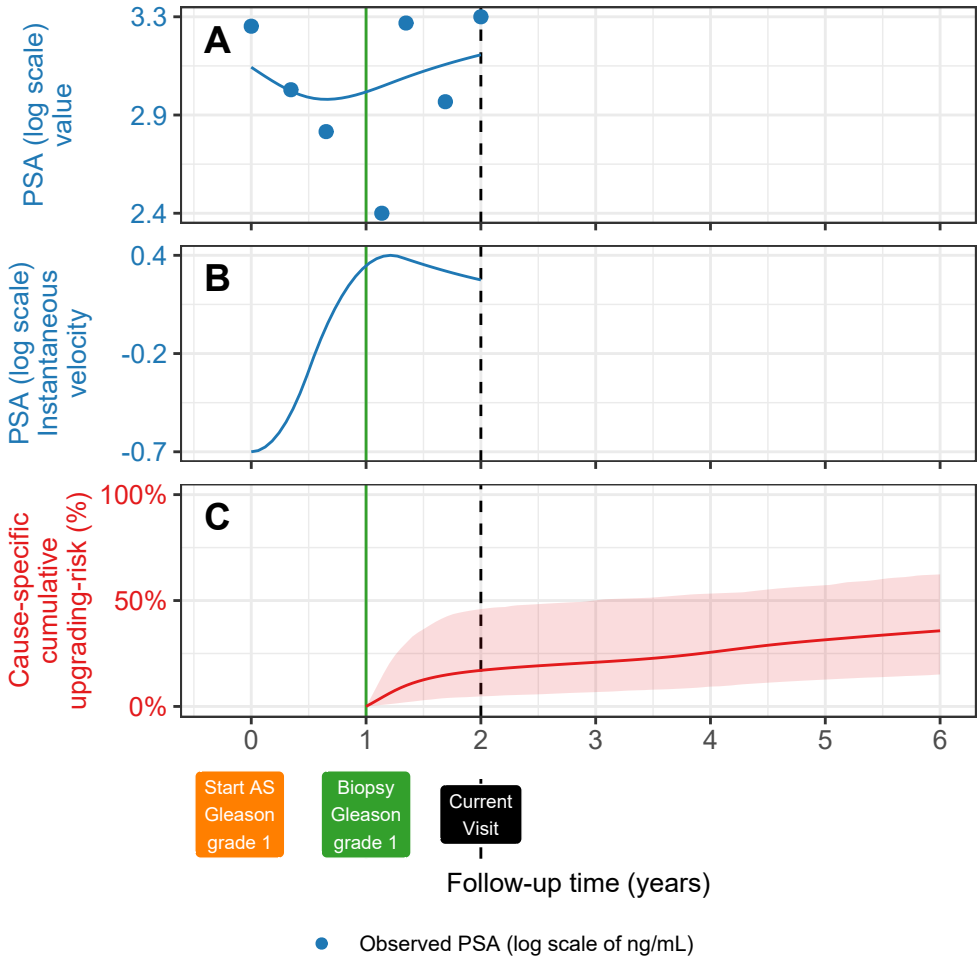 PSA (log scale)
value
3.3
2.9
2.4
A
PSA (log scale)
Instantaneous
velocity
0.4
-0.2
-0.7
B
Cause-specific
cumulative
upgrading-risk (%)
100%
50%
0%
C
0 1 2 3 4 5 6
Start AS
Gleason
grade 1
Biopsy
Gleason
grade 1
Current
Visit
Follow-up time (years)
Observed PSA (log scale of ng/mL)